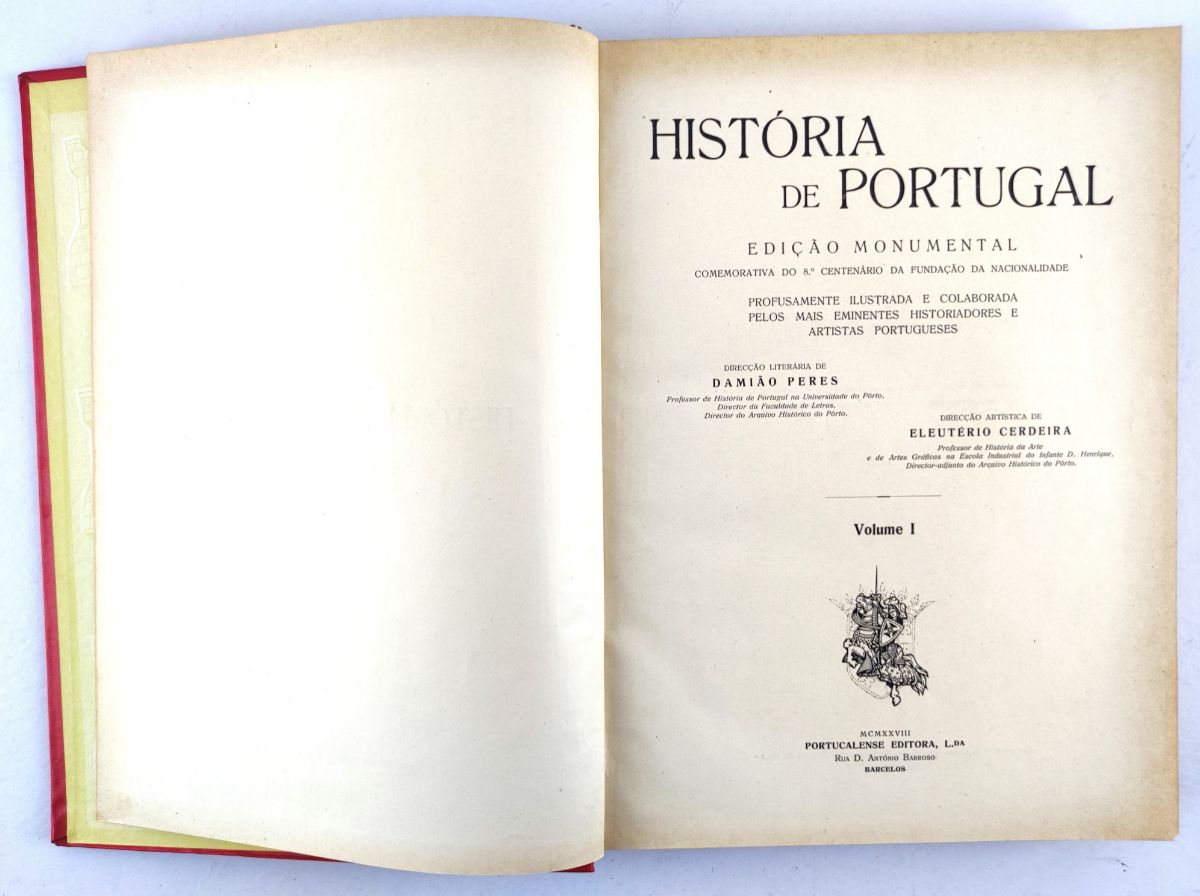 HISTÓRIA
DE PORTUGAL
EDIÇÃO MONUMENTAL
COMEMORATIVA DO 8.º CENTENÁRIO DA FUNDAÇÃO DA NACIONALIDADE
PROFUSAMENTE ILUSTRADA E COLABORADA
PELOS MAIS EMINENTES HISTORIADORES E
ARTISTAS PORTUGUESES
DIRECÇÃO LITERÁRIA DE
DAMIÃO PERES
Professor de História de Portugal na Universidade do Pôrto.
Director da Faculdade de Letras.
Director do Arquivo Histórico do Pôrto.
DIRECÇÃO ARTÍSTICA DE
ELEUTÉRIO CERDEIRA
Professor de História da Arte
e de Artes Gráficas na Escola Industrial do Infante D. Henrique.
Director-adjunto do Arquivo Histórico do Pôrto.
Volume I
MCMXXVIII
PORTUCALENSE EDITORA, L.DA
RUA D. ANTÓNIO BARROSO
BARCELOS